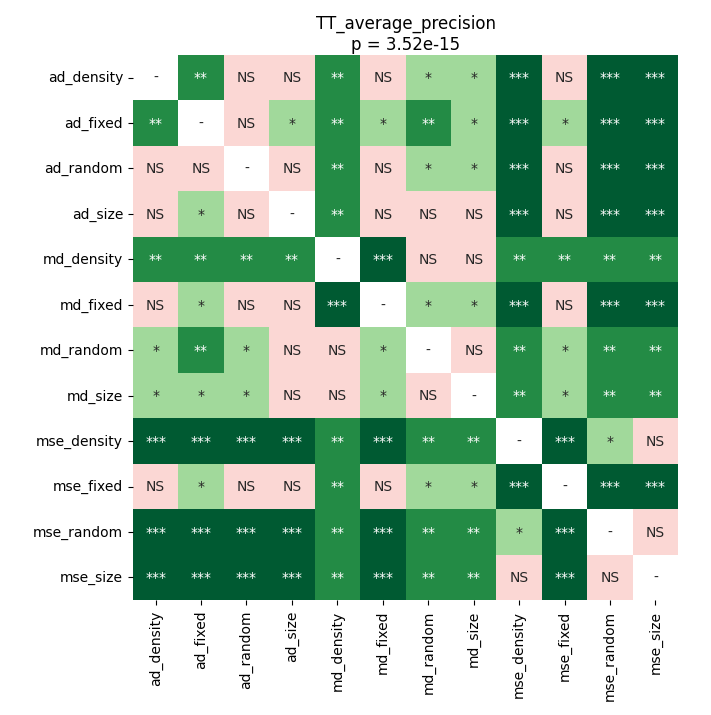 TT_average_precision
p = 3.52e-15
ad_density - ** NS NS ** NS * * *** NS *** ***
ad_fixed ** - NS * ** * ** * *** * *** ***
ad_random NS NS - NS ** NS * * *** NS *** ***
ad_size NS * NS - ** NS NS NS *** NS *** ***
md_density ** ** ** ** - *** NS NS ** ** ** **
md_fixed NS * NS NS *** - * * *** NS *** ***
md_random * ** * NS NS * - NS ** * ** **
md_size * * * NS NS * NS - ** * ** **
mse_density *** *** *** *** ** *** ** ** - *** * NS
mse_fixed NS * NS NS ** NS * * *** - *** ***
mse_random *** *** *** *** ** *** ** ** * *** - NS
mse_size *** *** *** *** ** *** ** ** NS *** NS -
ad_density ad_fixed ad_random ad_size md_density md_fixed md_random md_size mse_density mse_fixed mse_random mse_size